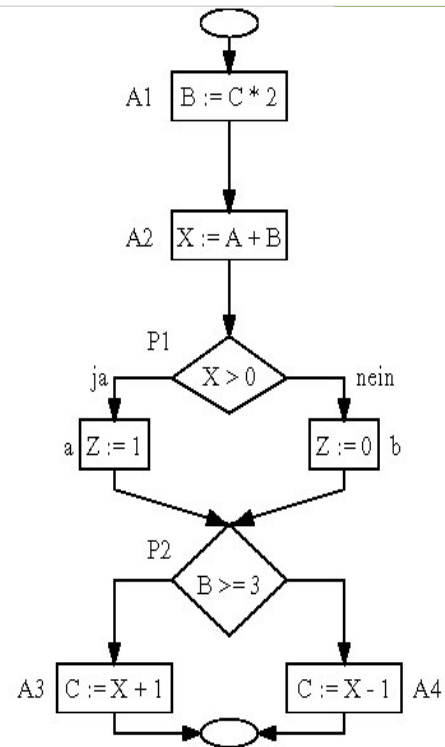 A1 B := C * 2
A2 X := A + B
P1
ja X > 0 nein
a Z := 1 Z := 0 b
P2
B >= 3
A3 C := X + 1 C := X - 1 A4